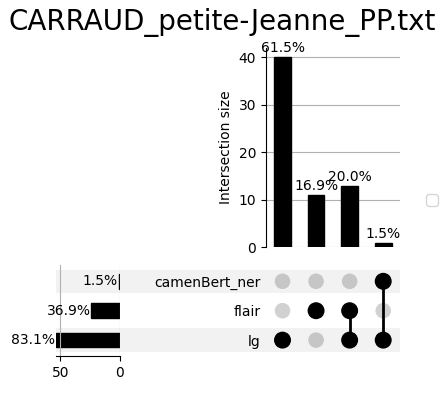 CARRAUD_petite-Jeanne_PP.txt
61.5%
40
30
20.0%
16.9%
20
10
1.5%
0
Intersection size
1.5%
camenBert_ner
36.9%
flair
83.1%
lg
50 0